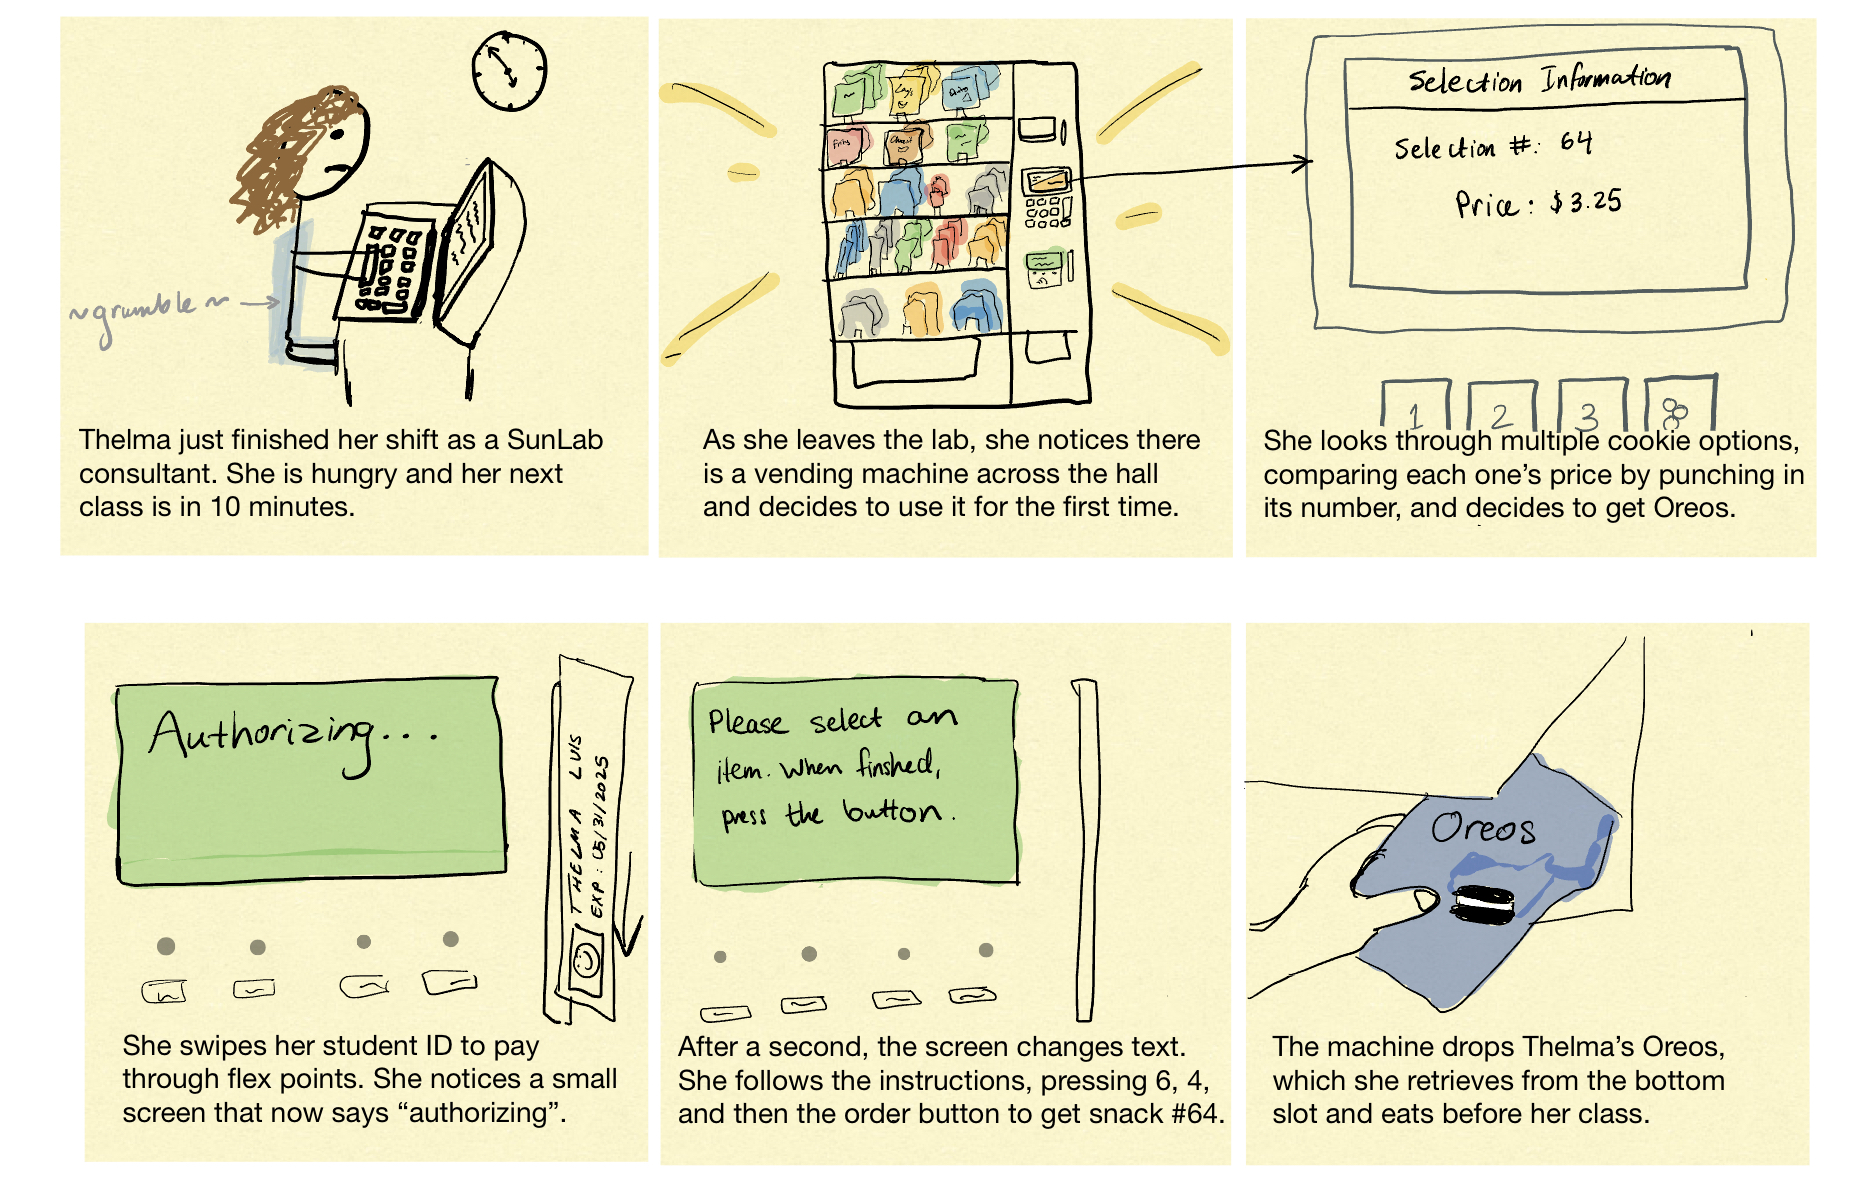 ~grumble~
Thelma just finished her shift as a SunLab
consultant. She is hungry and her next
class is in 10 minutes.
Lay's
Fritos
As she leaves the lab, she notices there
is a vending machine across the hall
and decides to use it for the first time.
Selection Information
Selection #: 64
Price: $3.25
1 2 3
She looks through multiple cookie options,
comparing each one's price by punching in
its number, and decides to get Oreos.
Authorizing...
THELMA LUIS
EXP: 05/31/2025
She swipes her student ID to pay
through flex points. She notices a small
screen that now says “authorizing”.
Please select an
item. When finshed,
press the button.
After a second, the screen changes text.
She follows the instructions, pressing 6, 4,
and then the order button to get snack #64.
Oreos
The machine drops Thelma's Oreos,
which she retrieves from the bottom
slot and eats before her class.